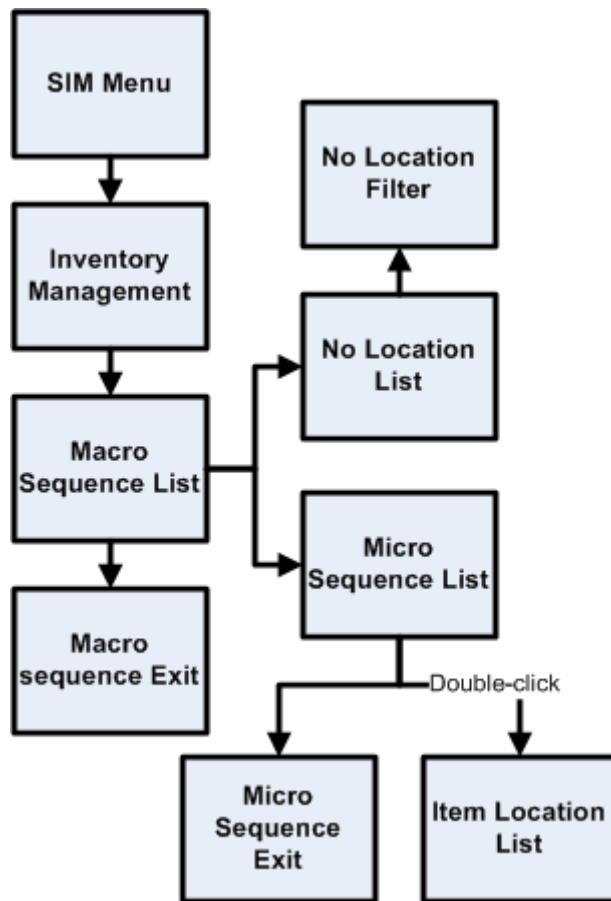 SIM Menu
No Location
Filter
Inventory
Management
No Location
List
Macro
Sequence List
Micro
Sequence List
Macro
sequence Exit
Double-click
Micro
Sequence
Exit
Item Location
List